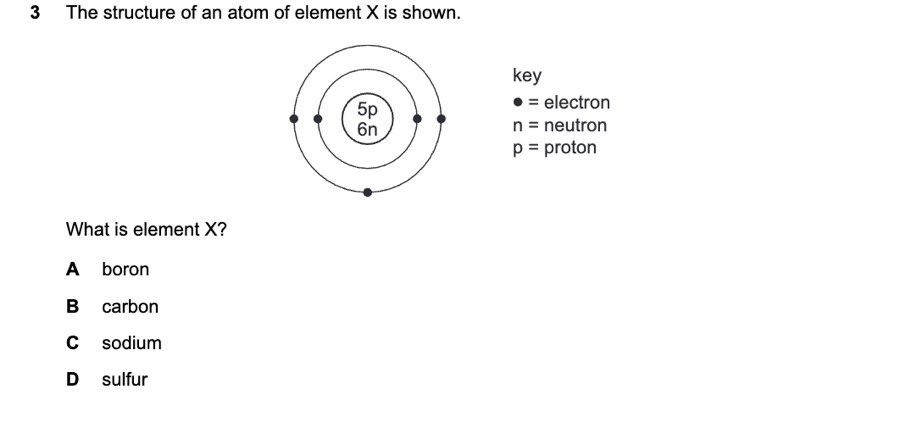 3 The structure of an atom of element X is shown.
5p
6n
key
● = electron
n = neutron
p = proton
What is element X?
A boron
B carbon
C sodium
D sulfur